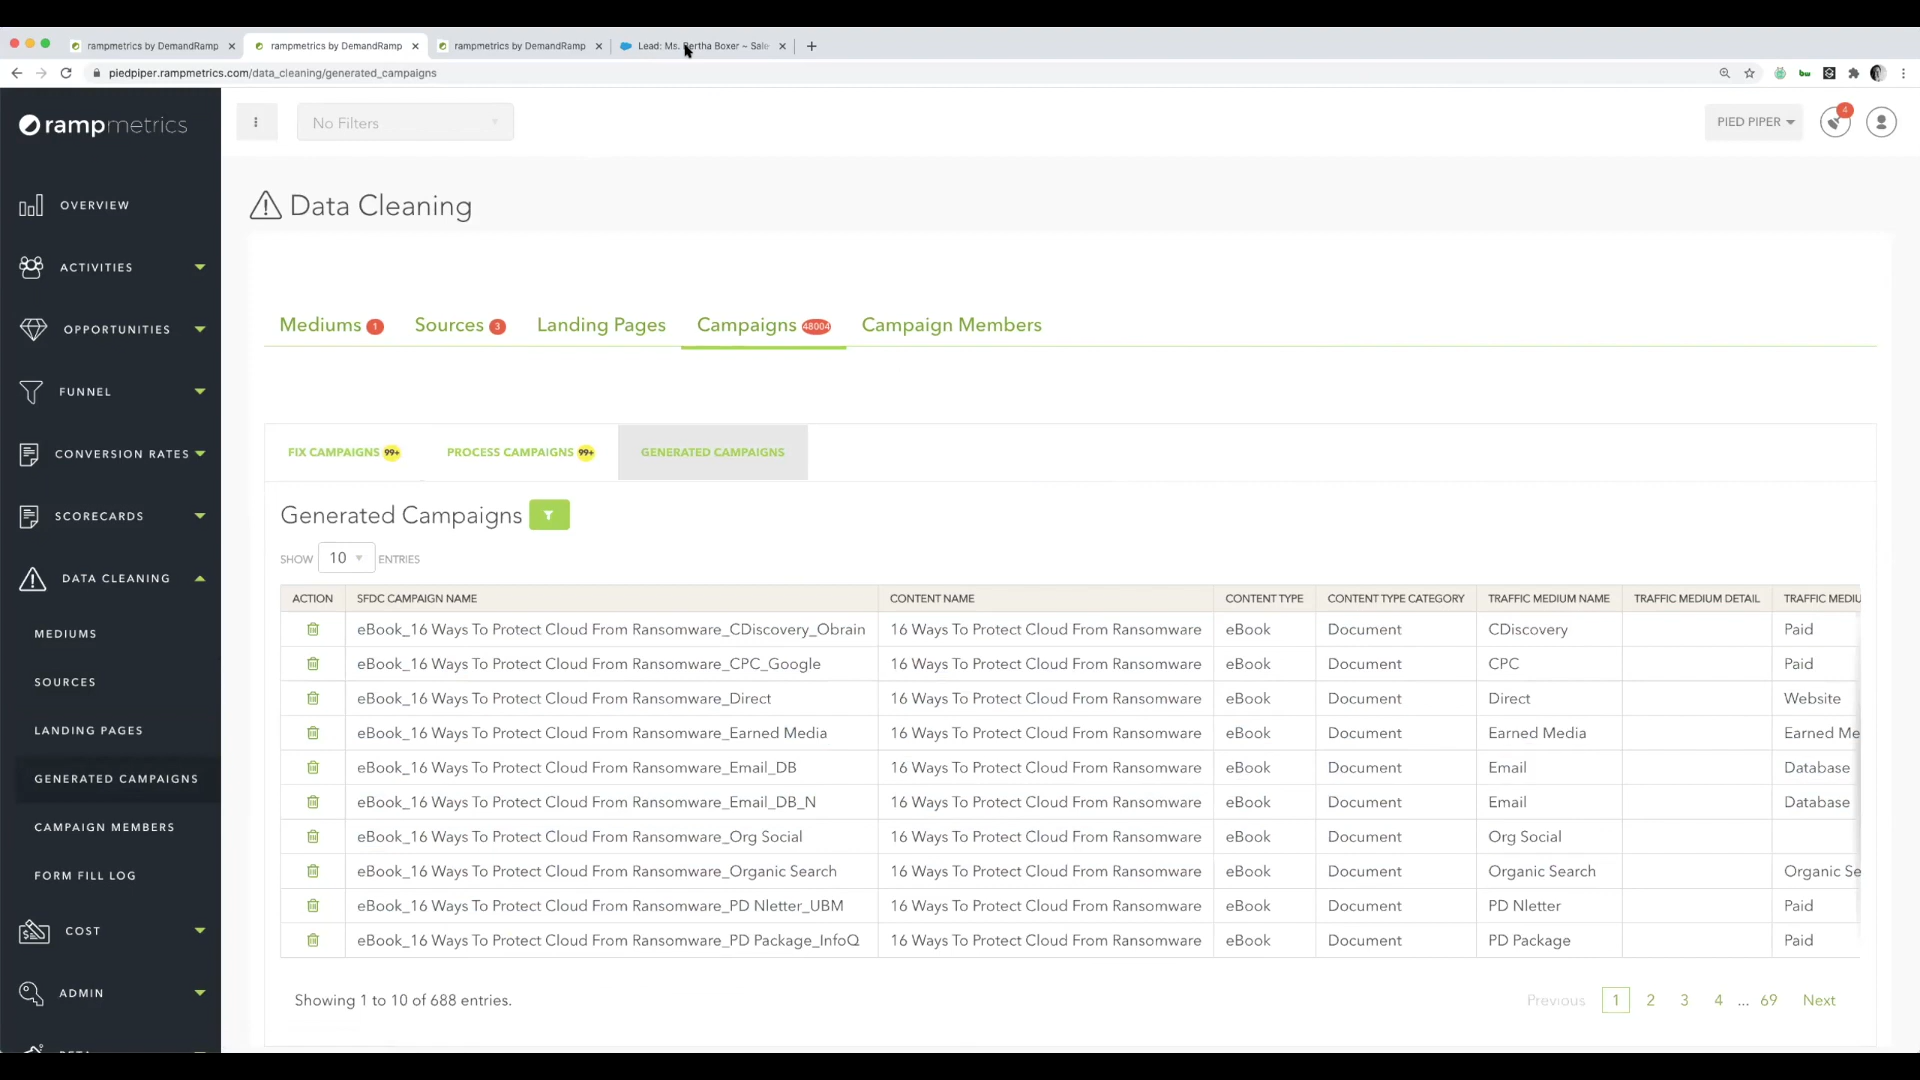 rampmetrics by DemandRamp
rampmetrics by DemandRamp
rampmetrics by DemandRamp
Lead: Ms. Bertha Boxer ~ Sale
piedpiper.rampmetrics.com/data_cleaning/generated_campaigns
bw
rampmetrics
No Filters
PIED PIPER
4
OVERVIEW
ACTIVITIES
OPPORTUNITIES
FUNNEL
CONVERSION RATES
SCORECARDS
DATA CLEANING
MEDIUMS
SOURCES
LANDING PAGES
GENERATED CAMPAIGNS
CAMPAIGN MEMBERS
FORM FILL LOG
COST
ADMIN
Data Cleaning
Mediums 1
Sources 3
Landing Pages
Campaigns 48004
Campaign Members
FIX CAMPAIGNS 99+
PROCESS CAMPAIGNS 99+
GENERATED CAMPAIGNS
Generated Campaigns
SHOW 10 ENTRIES
ACTION SFDC CAMPAIGN NAME CONTENT NAME CONTENT TYPE CONTENT TYPE CATEGORY TRAFFIC MEDIUM NAME TRAFFIC MEDIUM DETAIL TRAFFIC MEDIU
eBook_16 Ways To Protect Cloud From Ransomware_CDiscovery_Obrain 16 Ways To Protect Cloud From Ransomware eBook Document CDiscovery Paid
eBook_16 Ways To Protect Cloud From Ransomware_CPC_Google 16 Ways To Protect Cloud From Ransomware eBook Document CPC Paid
eBook_16 Ways To Protect Cloud From Ransomware_Direct 16 Ways To Protect Cloud From Ransomware eBook Document Direct Website
eBook_16 Ways To Protect Cloud From Ransomware_Earned Media 16 Ways To Protect Cloud From Ransomware eBook Document Earned Media Earned Me
eBook_16 Ways To Protect Cloud From Ransomware_Email_DB 16 Ways To Protect Cloud From Ransomware eBook Document Email Database
eBook_16 Ways To Protect Cloud From Ransomware_Email_DB_N 16 Ways To Protect Cloud From Ransomware eBook Document Email Database
eBook_16 Ways To Protect Cloud From Ransomware_Org Social 16 Ways To Protect Cloud From Ransomware eBook Document Org Social
eBook_16 Ways To Protect Cloud From Ransomware_Organic Search 16 Ways To Protect Cloud From Ransomware eBook Document Organic Search Organic Se
eBook_16 Ways To Protect Cloud From Ransomware_PD Nletter_UBM 16 Ways To Protect Cloud From Ransomware eBook Document PD Nletter Paid
eBook_16 Ways To Protect Cloud From Ransomware_PD Package_InfoQ 16 Ways To Protect Cloud From Ransomware eBook Document PD Package Paid
Showing 1 to 10 of 688 entries.
Previous 1 2 3 4 ... 69 Next